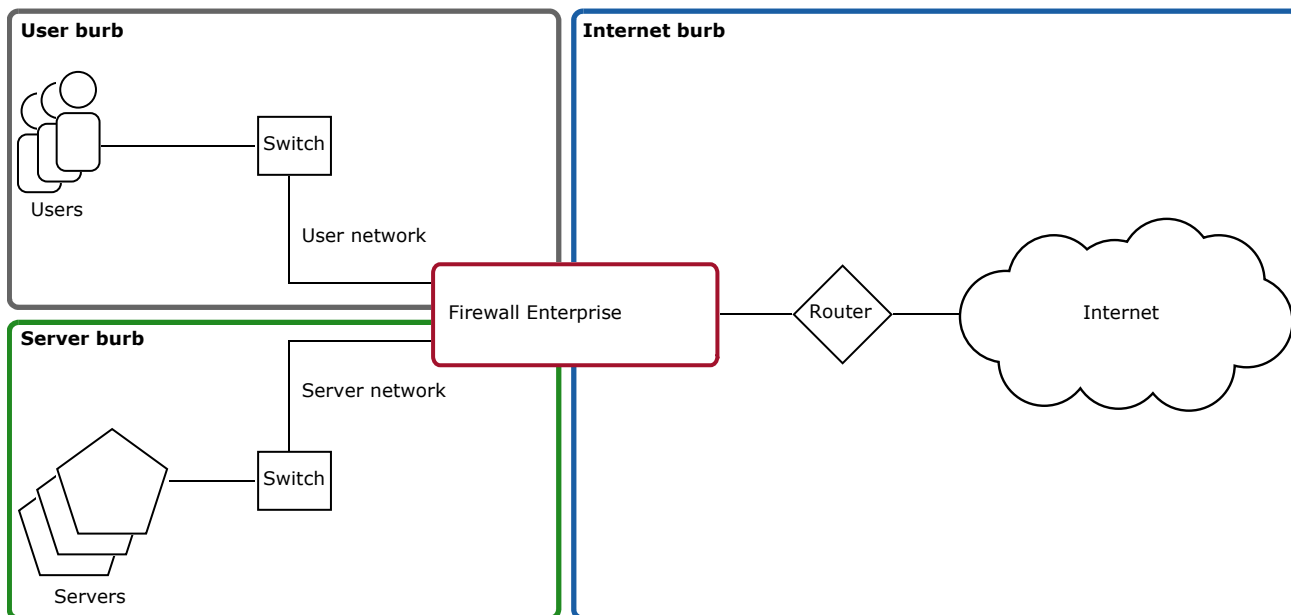 User burb
Internet burb
Switch
Users
User network
Firewall Enterprise
Router
Internet
Server burb
Server network
Switch
Servers